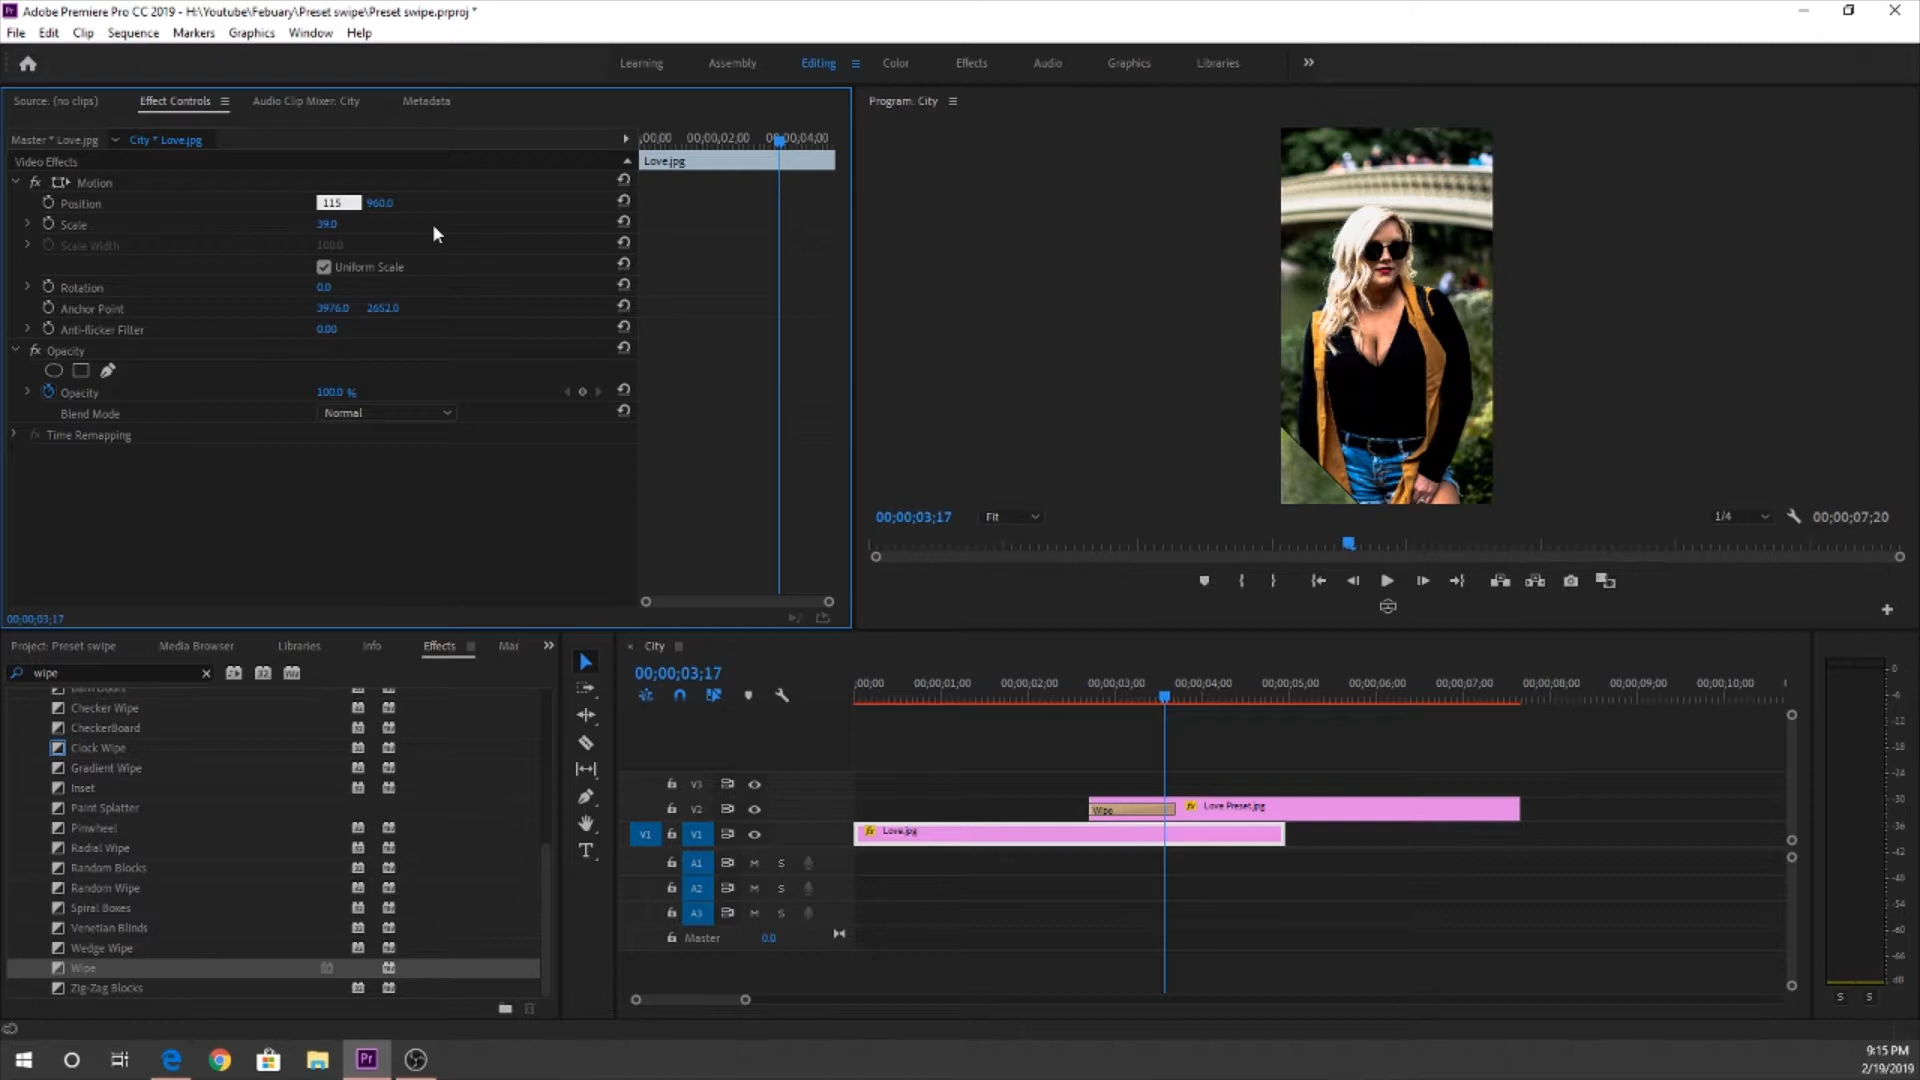 Adobe Premiere Pro CC 2019 - H:\Youtube\Febuary\Preset swipe\Preset swipe.prproj *
File Edit Clip Sequence Markers Graphics Window Help
Learning Assembly Editing Color Effects Audio Graphics Libraries
Source: (no clips) Effect Controls Audio Clip Mixer: City Metadata
Program: City
Master * Love.jpg City * Love.jpg
;00;00 00;00;02;00 00;00;04;00
Video Effects
Love.jpg
fx Motion
Position 115 960.0
Scale 39.0
Scale Width 100.0
Uniform Scale
Rotation 0.0
Anchor Point 3976.0 2652.0
Anti-flicker Filter 0.00
fx Opacity
Opacity 100.0 %
Blend Mode Normal
fx Time Remapping
00;00;03;17 Fit 1/4 00;00;07;20
00;00;03;17
Project: Preset swipe Media Browser Libraries Info Effects Mai
City
wipe
00;00;03;17
;00;00 00;00;01;00 00;00;02;00 00;00;03;00 00;00;04;00 00;00;05;00 00;00;06;00 00;00;07;00 00;00;08;00 00;00;09;00 00;00;10;00
Checker Wipe
CheckerBoard
Clock Wipe
Gradient Wipe
Inset
Paint Splatter
Pinwheel
Radial Wipe
Random Blocks
Random Wipe
Spiral Boxes
Venetian Blinds
Wedge Wipe
Wipe
Zig-Zag Blocks
V3
V2 Wipe fx Love Preset.jpg
V1 V1 fx Love.jpg
A1 M S
A2 M S
A3 M S
Master 0.0
0
-6
-12
-18
-24
-30
-36
-42
-48
-54
-60
-66
dB
S S
Pr
9:15 PM
2/19/2019